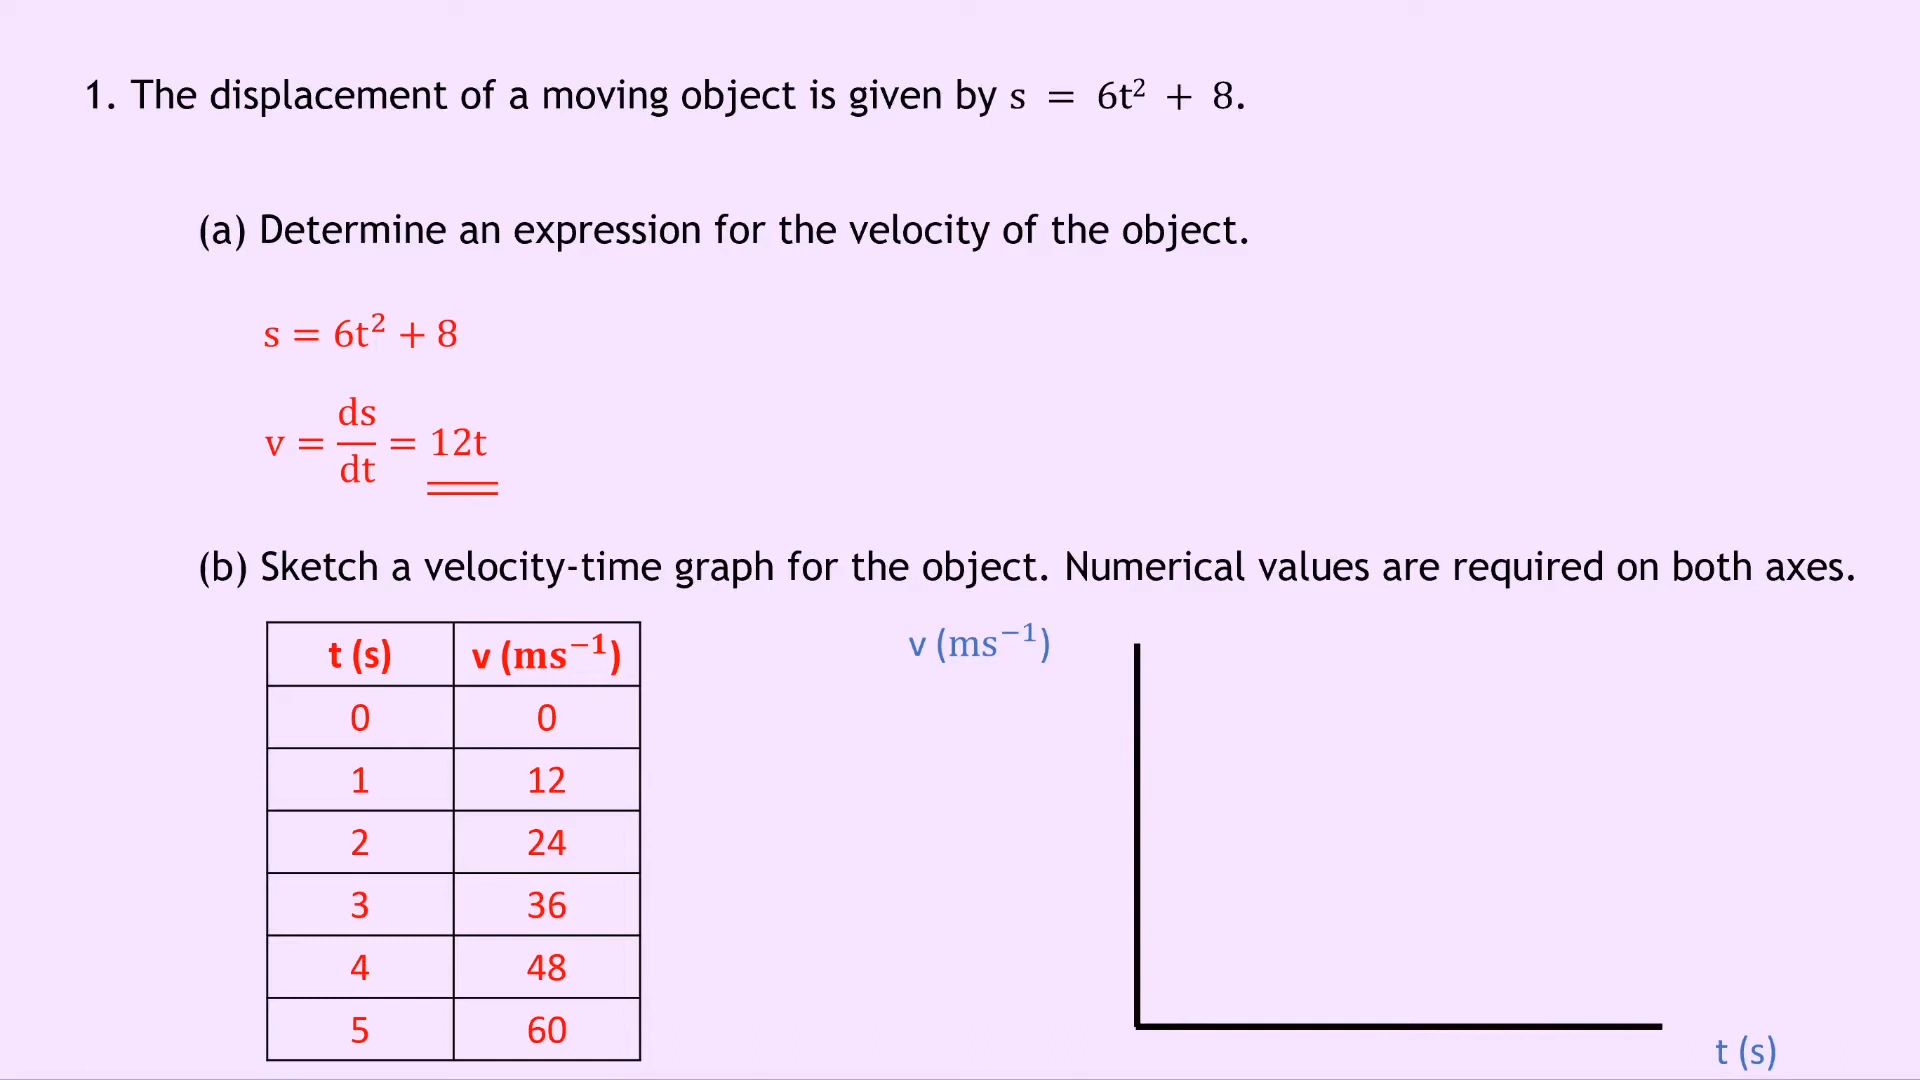 1. The displacement of a moving object is given by s = 6t² + 8.
(a) Determine an expression for the velocity of the object.
s = 6t² + 8
v = ds/dt = 12t
(b) Sketch a velocity-time graph for the object. Numerical values are required on both axes.
t (s) v (ms⁻¹)
0 0
1 12
2 24
3 36
4 48
5 60
v (ms⁻¹)
t (s)